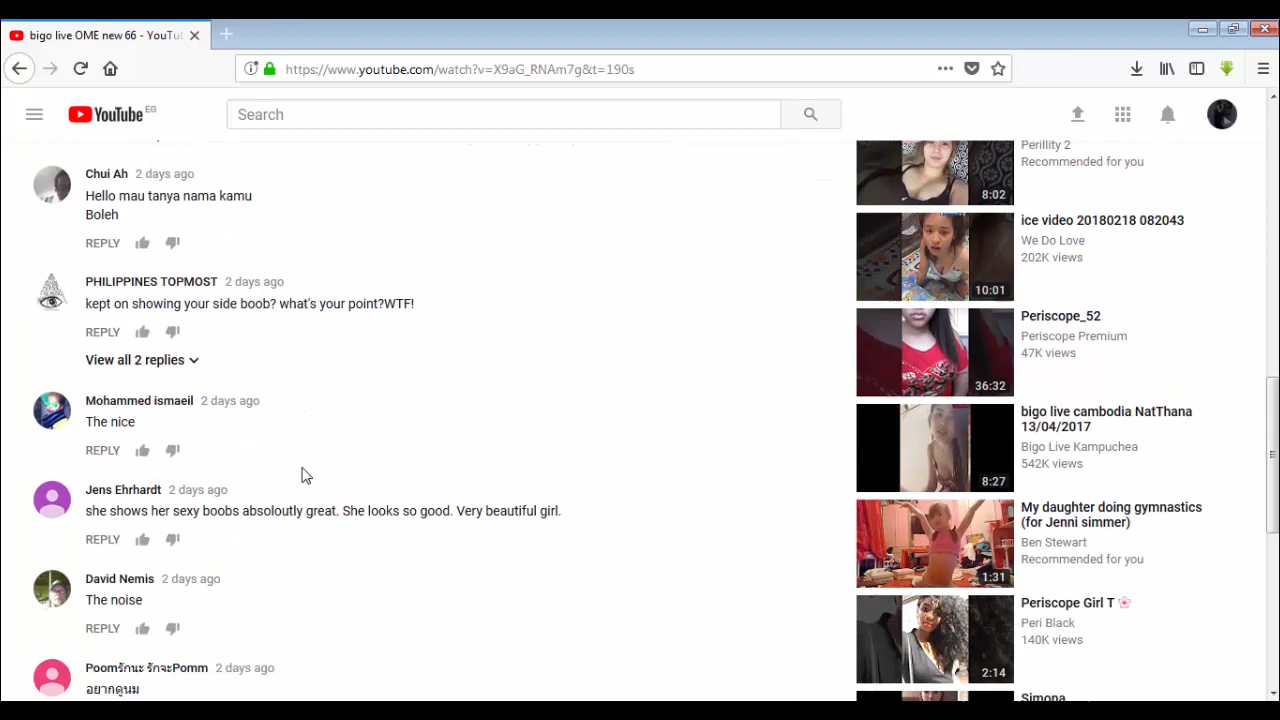 bigo live OME new 66 - YouTu
https://www.youtube.com/watch?v=X9aG_RNAm7g&t=190s
YouTube EG
Search
Chui Ah 2 days ago
Hello mau tanya nama kamu
Boleh
REPLY
PHILIPPINES TOPMOST 2 days ago
kept on showing your side boob? what's your point?WTF!
REPLY
View all 2 replies
Mohammed ismaeil 2 days ago
The nice
REPLY
Jens Ehrhardt 2 days ago
she shows her sexy boobs absoloutly great. She looks so good. Very beautiful girl.
REPLY
David Nemis 2 days ago
The noise
REPLY
Poomรักนะ รักจะPomm 2 days ago
อยากดูนม
Perillity 2
Recommended for you
8:02
ice video 20180218 082043
We Do Love
202K views
10:01
Periscope_52
Periscope Premium
47K views
36:32
bigo live cambodia NatThana
13/04/2017
Bigo Live Kampuchea
542K views
8:27
My daughter doing gymnastics
(for Jenni simmer)
Ben Stewart
Recommended for you
1:31
Periscope Girl T 🌸
Peri Black
140K views
2:14
Simona